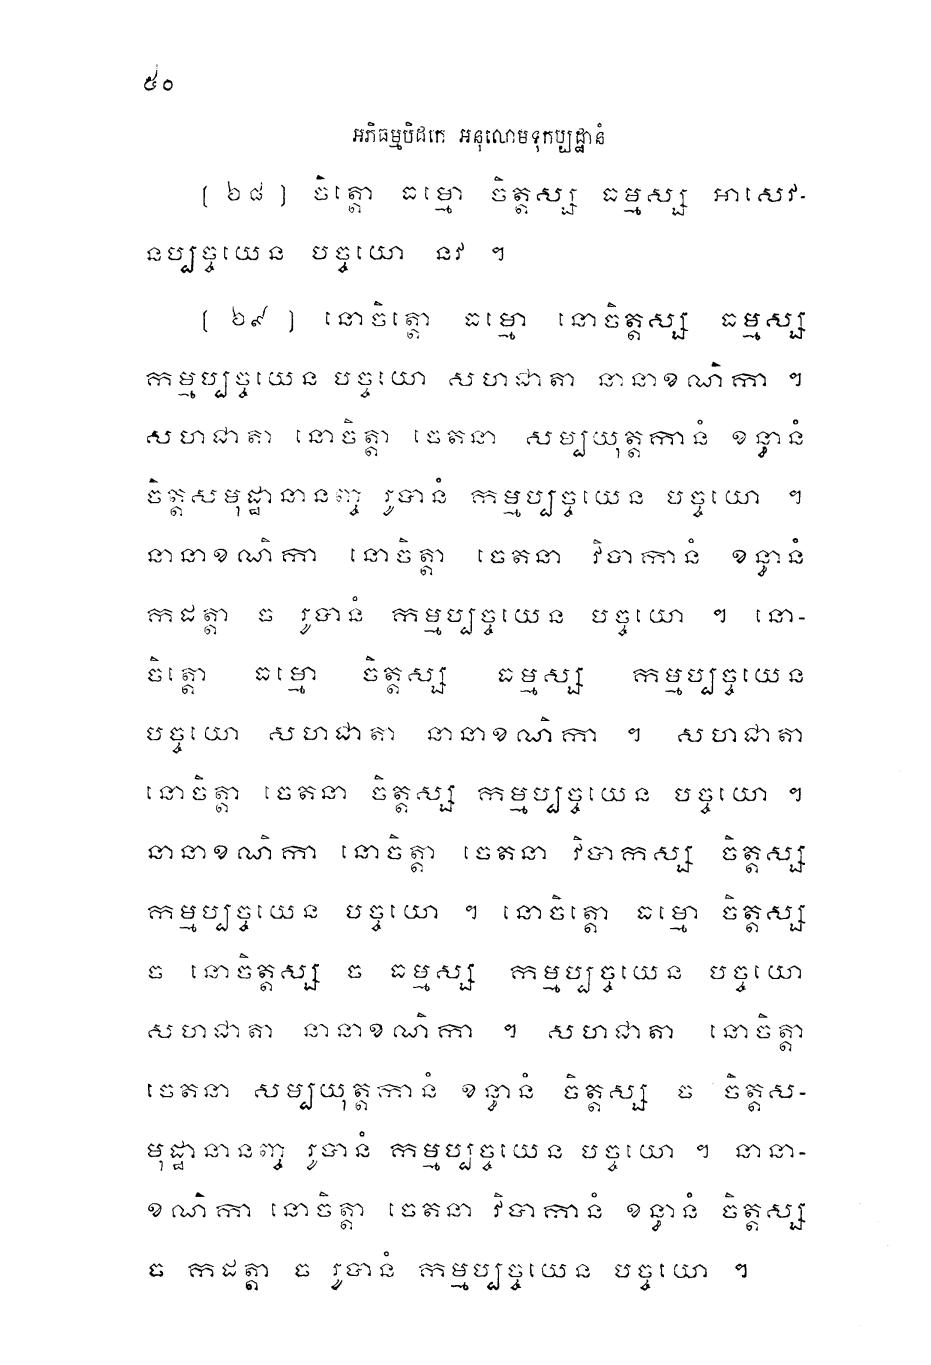 ៥០
អភិធម្មបិដកេ អនុលោមទុកប្បដ្ឋានំ
[ ៦៨ ] ចិត្តោ ធម្មោ ចិត្តស្ស ធម្មស្ស អាសេវ-
នប្បច្ចយេន បច្ចយោ នវ ។
[ ៦៩ ] នោចិត្តោ ធម្មោ នោចិត្តស្ស ធម្មស្ស
កម្មប្បច្ចយេន បច្ចយោ សហជាតា នានាខណិកា ។
សហជាតា នោចិត្តា ចេតនា សម្បយុត្តកានំ ខន្ធានំ
ចិត្តសមុដ្ឋានានញ្ច រូបានំ កម្មប្បច្ចយេន បច្ចយោ ។
នានាខណិកា នោចិត្តា ចេតនា វិបាកានំ ខន្ធានំ
កដត្តា ច រូបានំ កម្មប្បច្ចយេន បច្ចយោ ។ នោ-
ចិត្តោ ធម្មោ ចិត្តស្ស ធម្មស្ស កម្មប្បច្ចយេន
បច្ចយោ សហជាតា នានាខណិកា ។ សហជាតា
នោចិត្តា ចេតនា ចិត្តស្ស កម្មប្បច្ចយេន បច្ចយោ ។
នានាខណិកា នោចិត្តា ចេតនា វិបាកស្ស ចិត្តស្ស
កម្មប្បច្ចយេន បច្ចយោ ។ នោចិត្តោ ធម្មោ ចិត្តស្ស
ច នោចិត្តស្ស ច ធម្មស្ស កម្មប្បច្ចយេន បច្ចយោ
សហជាតា នានាខណិកា ។ សហជាតា នោចិត្តា
ចេតនា សម្បយុត្តកានំ ខន្ធានំ ចិត្តស្ស ច ចិត្តស-
មុដ្ឋានានញ្ច រូបានំ កម្មប្បច្ចយេន បច្ចយោ ។ នានា-
ខណិកា នោចិត្តា ចេតនា វិបាកានំ ខន្ធានំ ចិត្តស្ស
ច កដត្តា ច រូបានំ កម្មប្បច្ចយេន បច្ចយោ ។